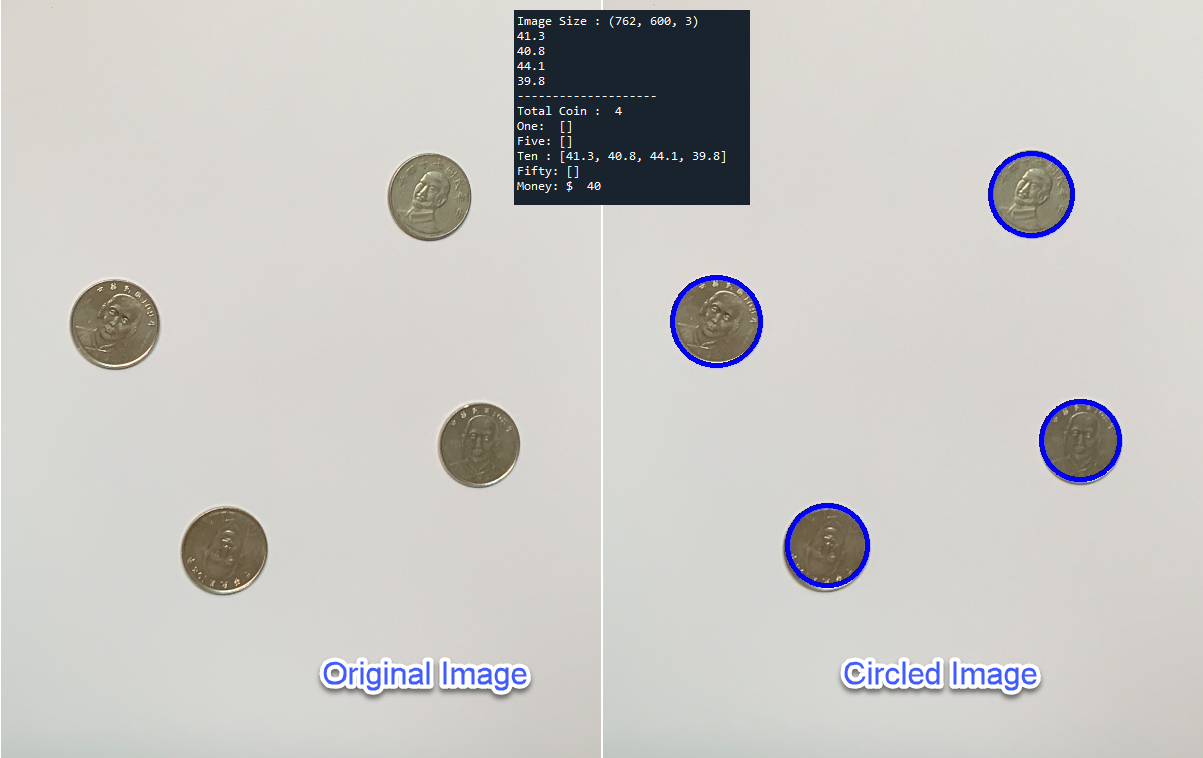 Image Size : (762, 600, 3)
41.3
40.8
44.1
39.8
--------------------
Total Coin :  4
One:  []
Five: []
Ten : [41.3, 40.8, 44.1, 39.8]
Fifty: []
Money: $  40
Original Image
Circled Image